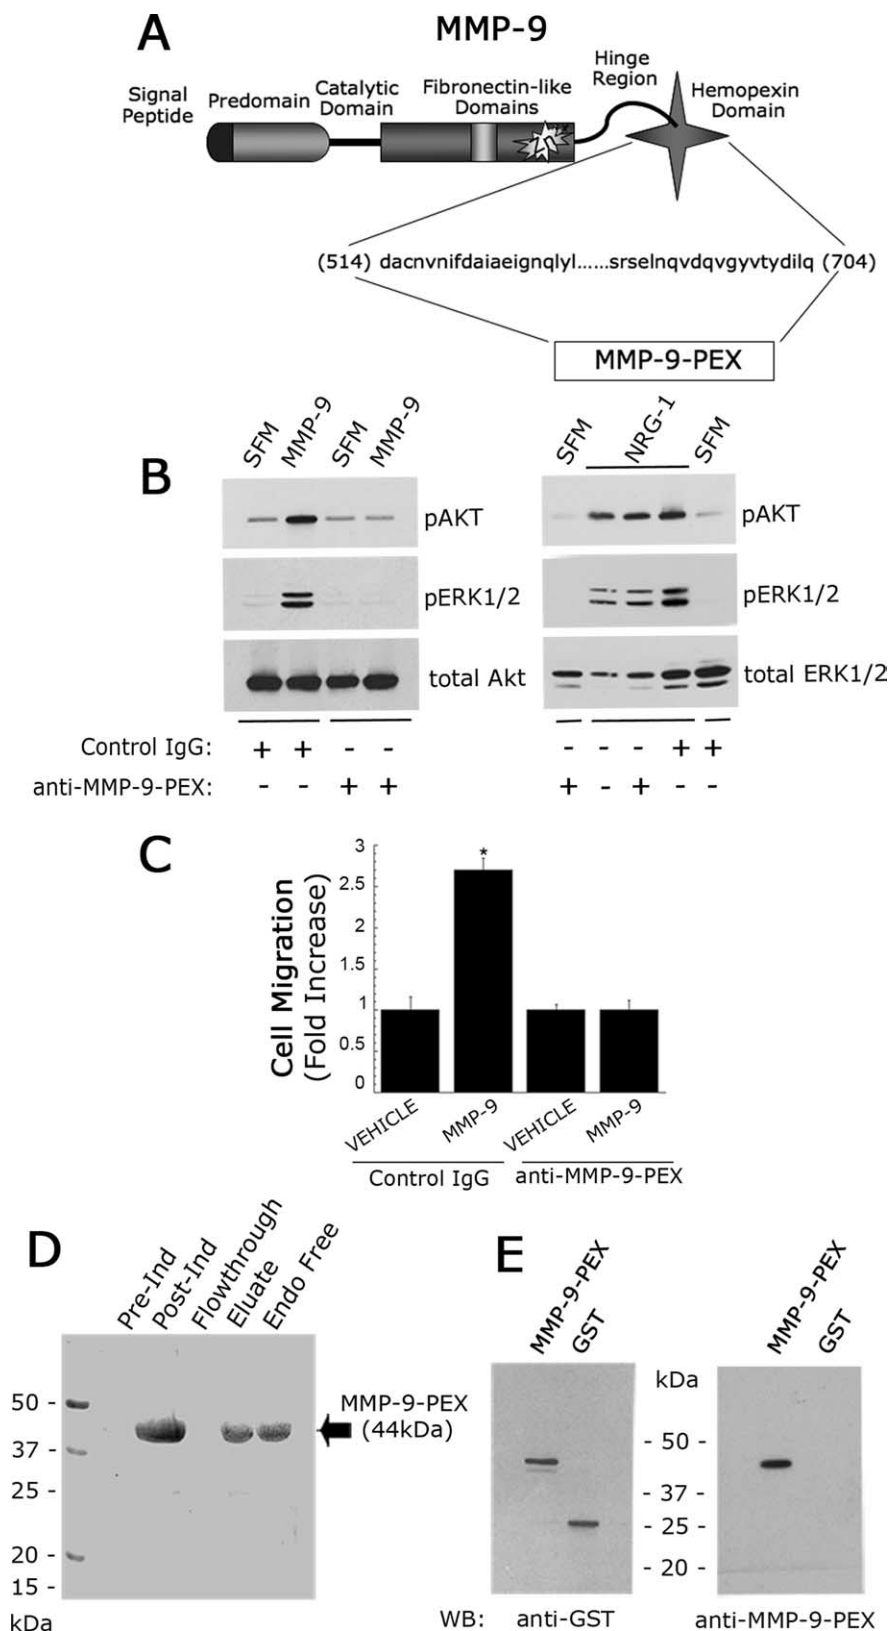 A
MMP-9
Signal Peptide
Predomain
Catalytic Domain
Fibronectin-like Domains
Hinge Region
Hemopexin Domain
(514) dacnvnifdaiaeignqlyl......srselnqvdqvgyvtydilq (704)
MMP-9-PEX
B
SFM MMP-9 SFM MMP-9
pAKT
pERK1/2
total Akt
SFM NRG-1 SFM
pAKT
pERK1/2
total ERK1/2
Control IgG: + + - - - - - + +
anti-MMP-9-PEX: - - + + + - + - -
C
Cell Migration
(Fold Increase)
3
2.5
2
1.5
1
0.5
0
*
VEHICLE MMP-9 VEHICLE MMP-9
Control IgG anti-MMP-9-PEX
D
Pre-Ind
Post-Ind
Flowthrough
Eluate
Endo Free
50 -
37 -
25 -
20 -
15 -
kDa
MMP-9-PEX
(44kDa)
E
MMP-9-PEX
GST
MMP-9-PEX
GST
kDa
- 50 -
- 37 -
- 25 -
- 20 -
WB: anti-GST anti-MMP-9-PEX